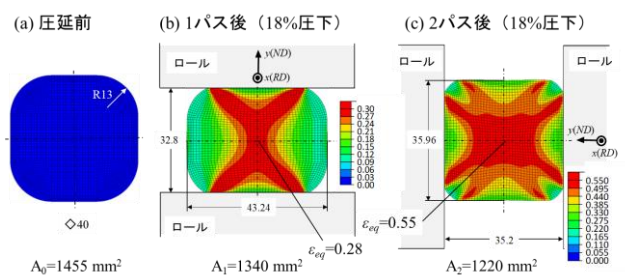 (a) 圧延前
R13
◇40
A₀=1455 mm²
(b) 1パス後（18%圧下）
ロール
y(ND)
x(RD)
32.8
0.30
0.27
0.24
0.21
0.18
0.15
0.12
0.09
0.06
0.03
0.00
ロール
43.24
εeq=0.28
A₁=1340 mm²
(c) 2パス後（18%圧下）
ロール
ロール
35.96
y(ND)
x(RD)
εeq=0.55
0.550
0.495
0.440
0.385
0.330
0.275
0.220
0.165
0.110
0.055
0.000
35.2
A₂=1220 mm²